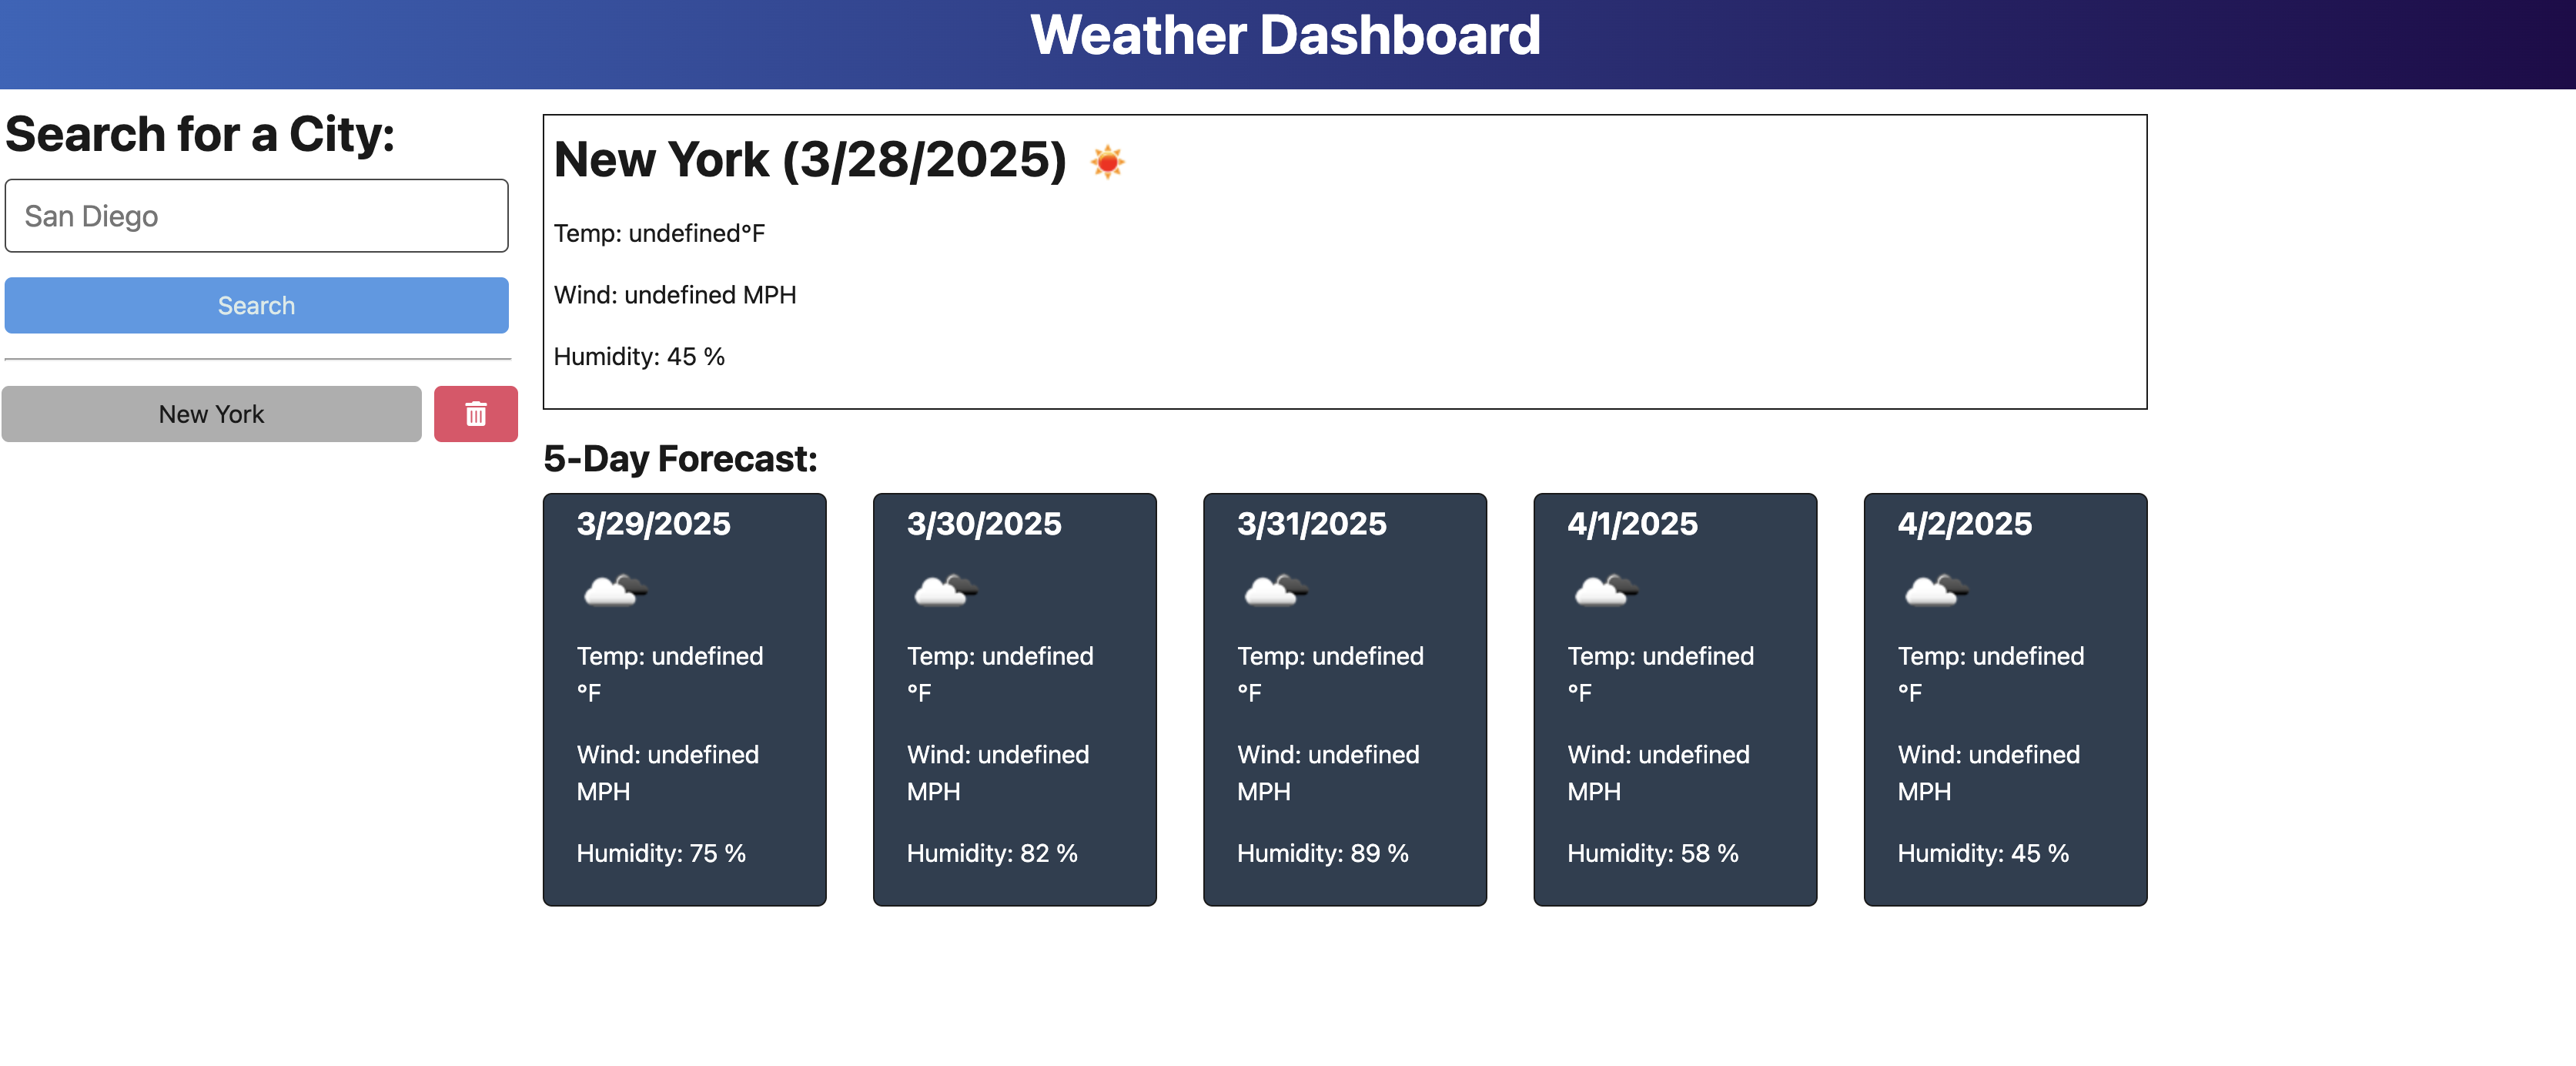 Weather Dashboard
Search for a City:
San Diego
Search
New York
New York (3/28/2025)
Temp: undefined°F
Wind: undefined MPH
Humidity: 45 %
5-Day Forecast:
3/29/2025
Temp: undefined
°F
Wind: undefined
MPH
Humidity: 75 %
3/30/2025
Temp: undefined
°F
Wind: undefined
MPH
Humidity: 82 %
3/31/2025
Temp: undefined
°F
Wind: undefined
MPH
Humidity: 89 %
4/1/2025
Temp: undefined
°F
Wind: undefined
MPH
Humidity: 58 %
4/2/2025
Temp: undefined
°F
Wind: undefined
MPH
Humidity: 45 %